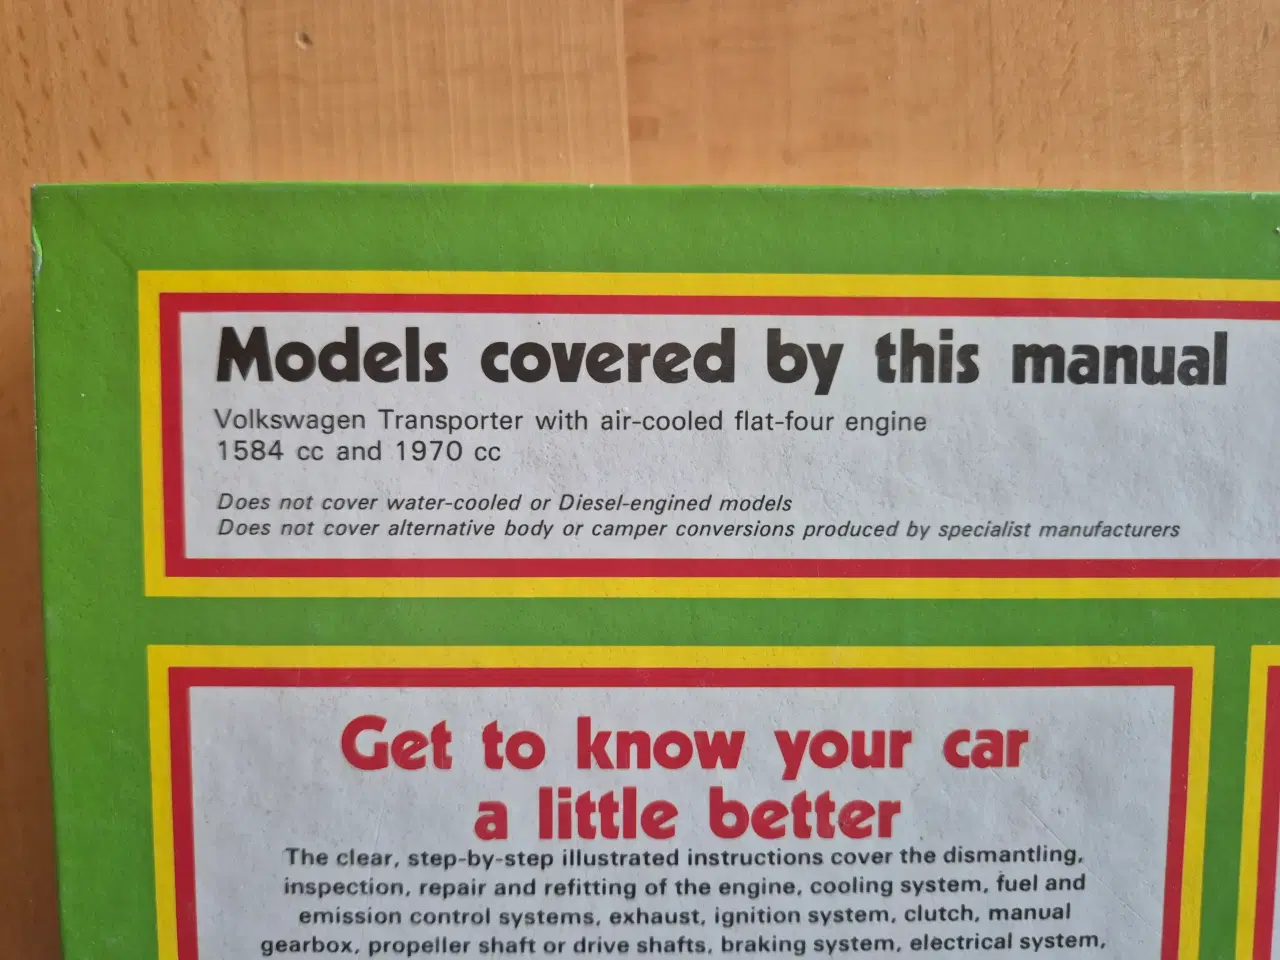 Models covered by this manual
Volkswagen Transporter with air-cooled flat-four engine
1584 cc and 1970 cc
Does not cover water-cooled or Diesel-engined models
Does not cover alternative body or camper conversions produced by specialist manufacturers
Get to know your car
a little better
The clear, step-by-step illustrated instructions cover the dismantling,
inspection, repair and refitting of the engine, cooling system, fuel and
emission control systems, exhaust, ignition system, clutch, manual
gearbox, propeller shaft or drive shafts, braking system, electrical system,